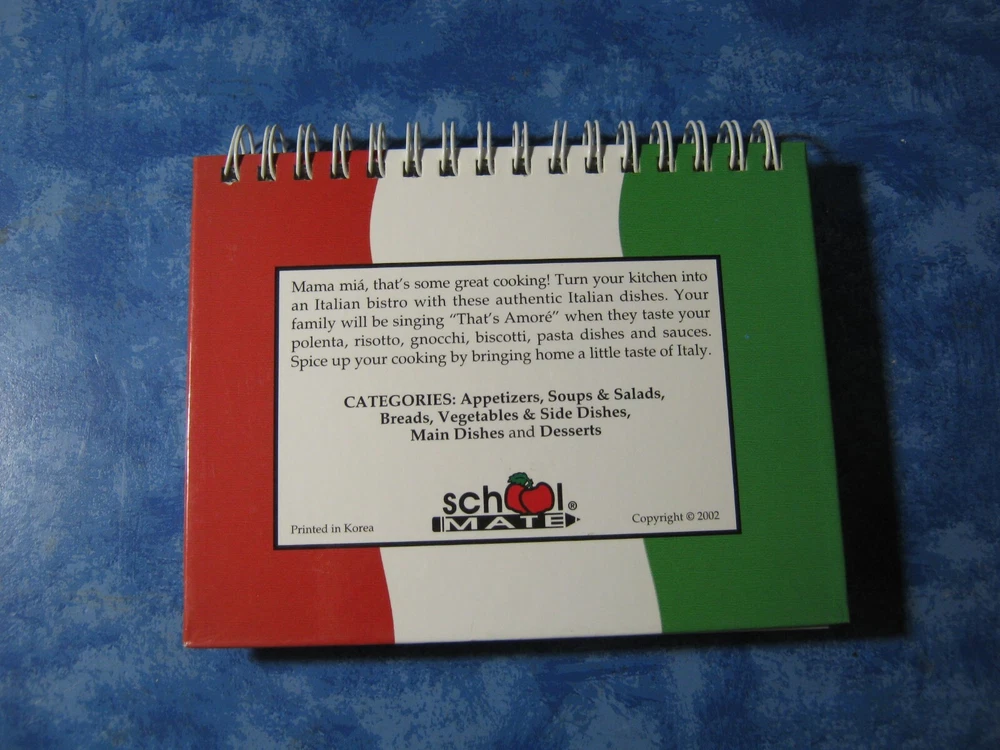 Mama miá, that's some great cooking! Turn your kitchen into
an Italian bistro with these authentic Italian dishes. Your
family will be singing “That's Amoré” when they taste your
polenta, risotto, gnocchi, biscotti, pasta dishes and sauces.
Spice up your cooking by bringing home a little taste of Italy.
CATEGORIES: Appetizers, Soups & Salads,
Breads, Vegetables & Side Dishes,
Main Dishes and Desserts
school®
MATE
Printed in Korea
Copyright © 2002